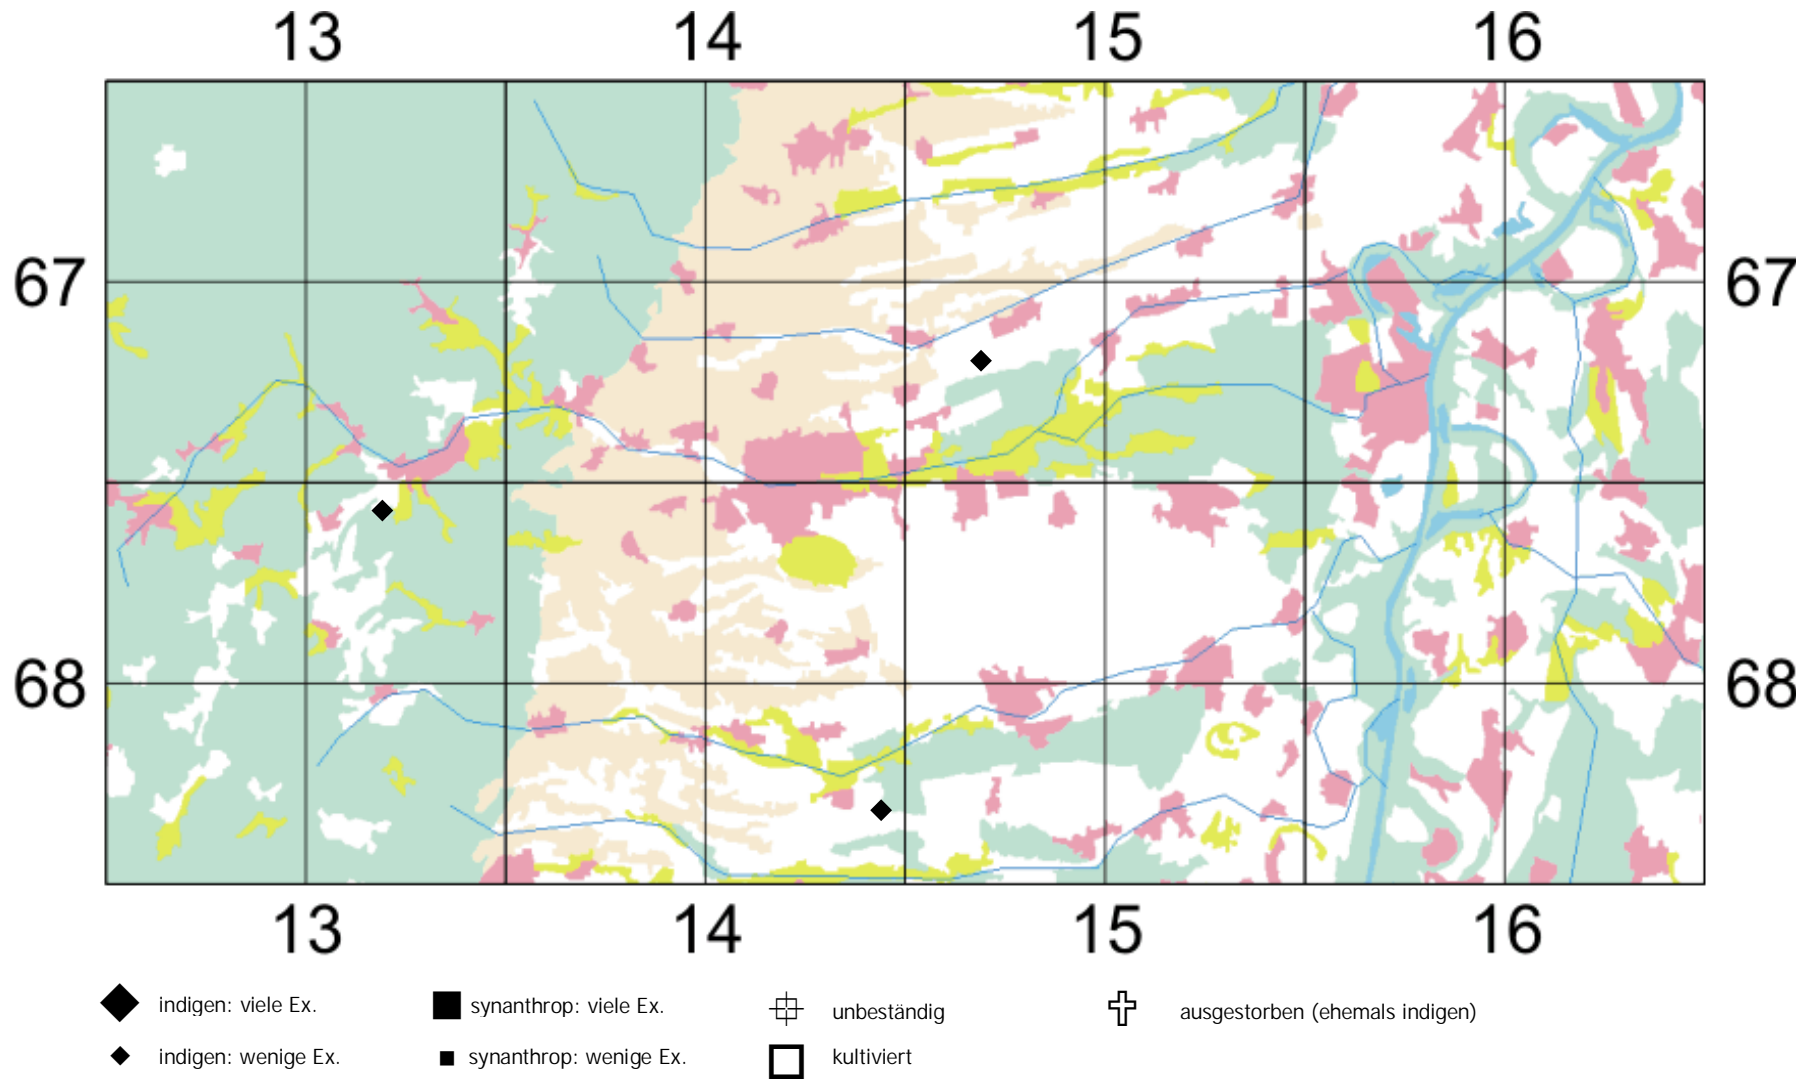 13 14 15 16
67 67
68 68
13 14 15 16
indigen: viele Ex. synanthrop: viele Ex. unbeständig ausgestorben (ehemals indigen)
indigen: wenige Ex. synanthrop: wenige Ex. kultiviert